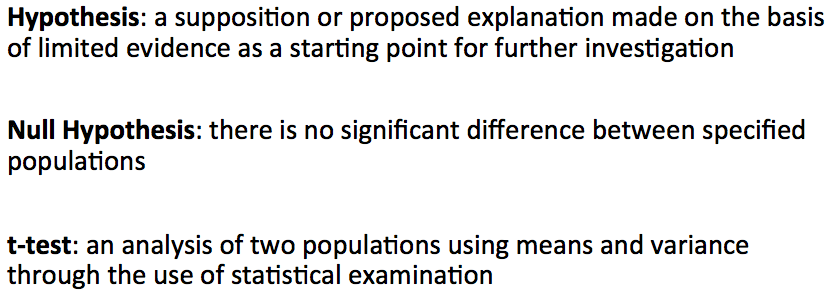 Hypothesis: a supposition or proposed explanation made on the basis
of limited evidence as a starting point for further investigation
Null Hypothesis: there is no significant difference between specified
populations
t-test: an analysis of two populations using means and variance
through the use of statistical examination